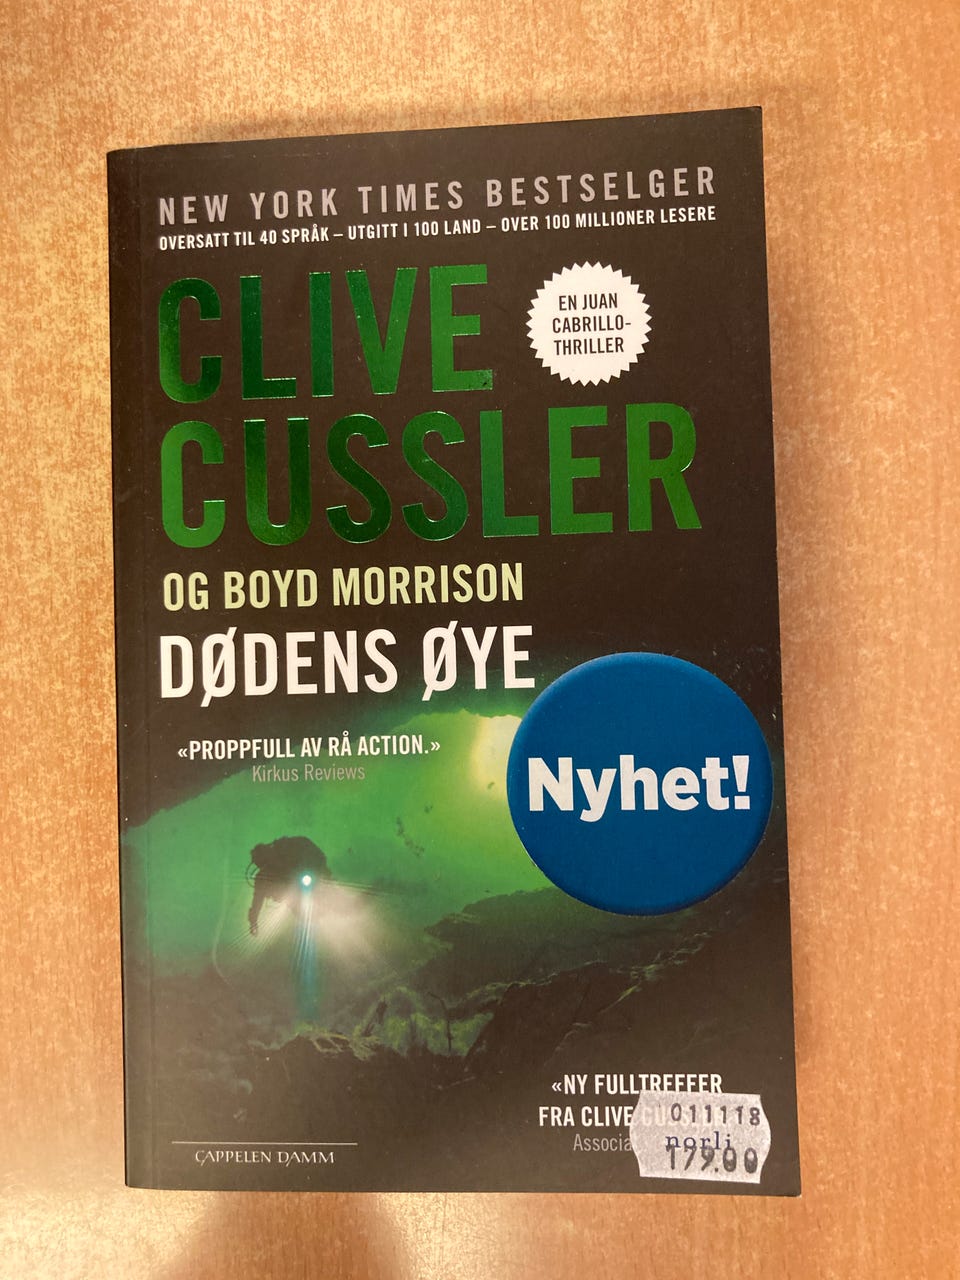 NEW YORK TIMES BESTSELGER
OVERSATT TIL 40 SPRÅK – UTGITT I 100 LAND – OVER 100 MILLIONER LESERE
CLIVE
CUSSLER
EN JUAN
CABRILLO-
THRILLER
OG BOYD MORRISON
DØDENS ØYE
«PROPPFULL AV RÅ ACTION.»
Kirkus Reviews
Nyhet!
«NY FULLTREFFER
FRA CLIVE
Associa
011118
norli
179.00
CAPPELEN DAMM